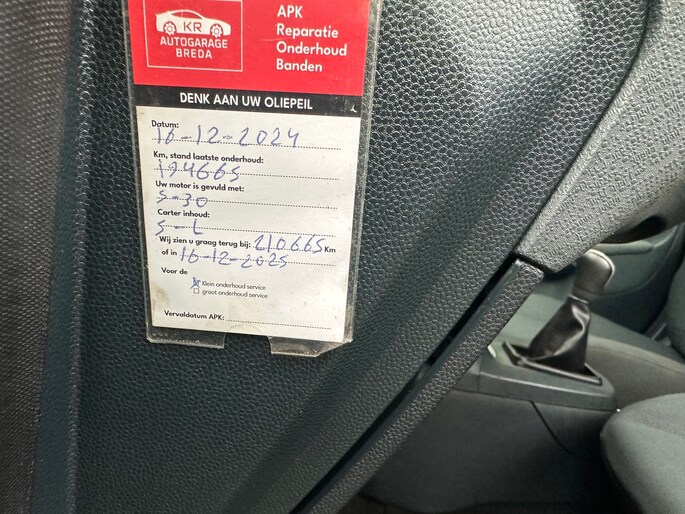 KR
AUTOGARAGE
BREDA
APK
Reparatie
Onderhoud
Banden
DENK AAN UW OLIEPEIL
Datum:
16-12-2024
Km, stand laatste onderhoud:
194665
Uw motor is gevuld met:
5-30
Carter inhoud:
5-L
Wij zien u graag terug bij: 210.665 Km
of in 16-12-2025
Voor de
Klein onderhoud service
groot onderhoud service
Vervaldatum APK: